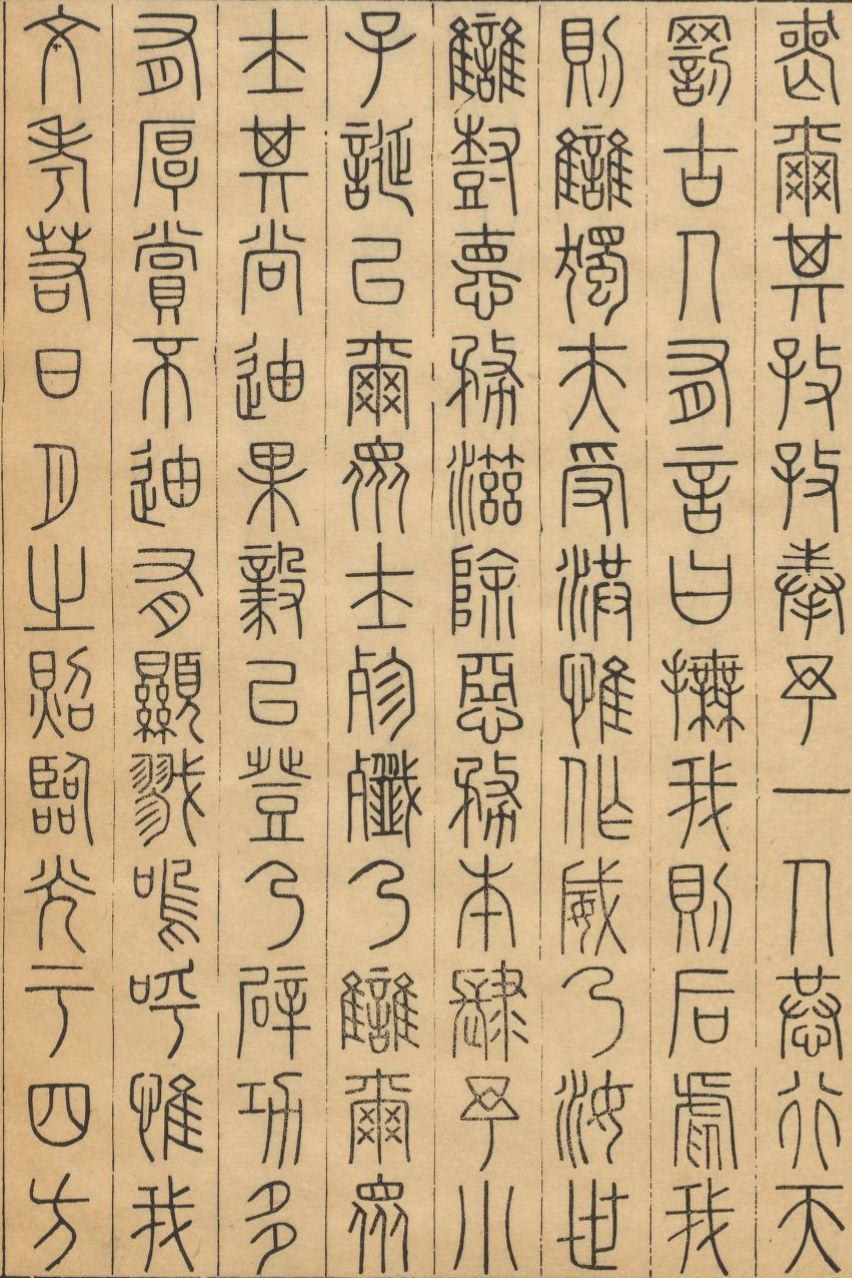 喪爾其孜孜奉予一人恭行天
罰古人有言曰撫我則后虐我
則讎獨夫受洪惟作威乃汝世
讎樹德務滋除惡務本肆予小
子誕以爾眾士殄殲乃讎爾眾
士其尚迪果毅以登乃辟功多
有厚賞不迪有顯戮嗚呼惟我
文考若日月之照臨光于四方